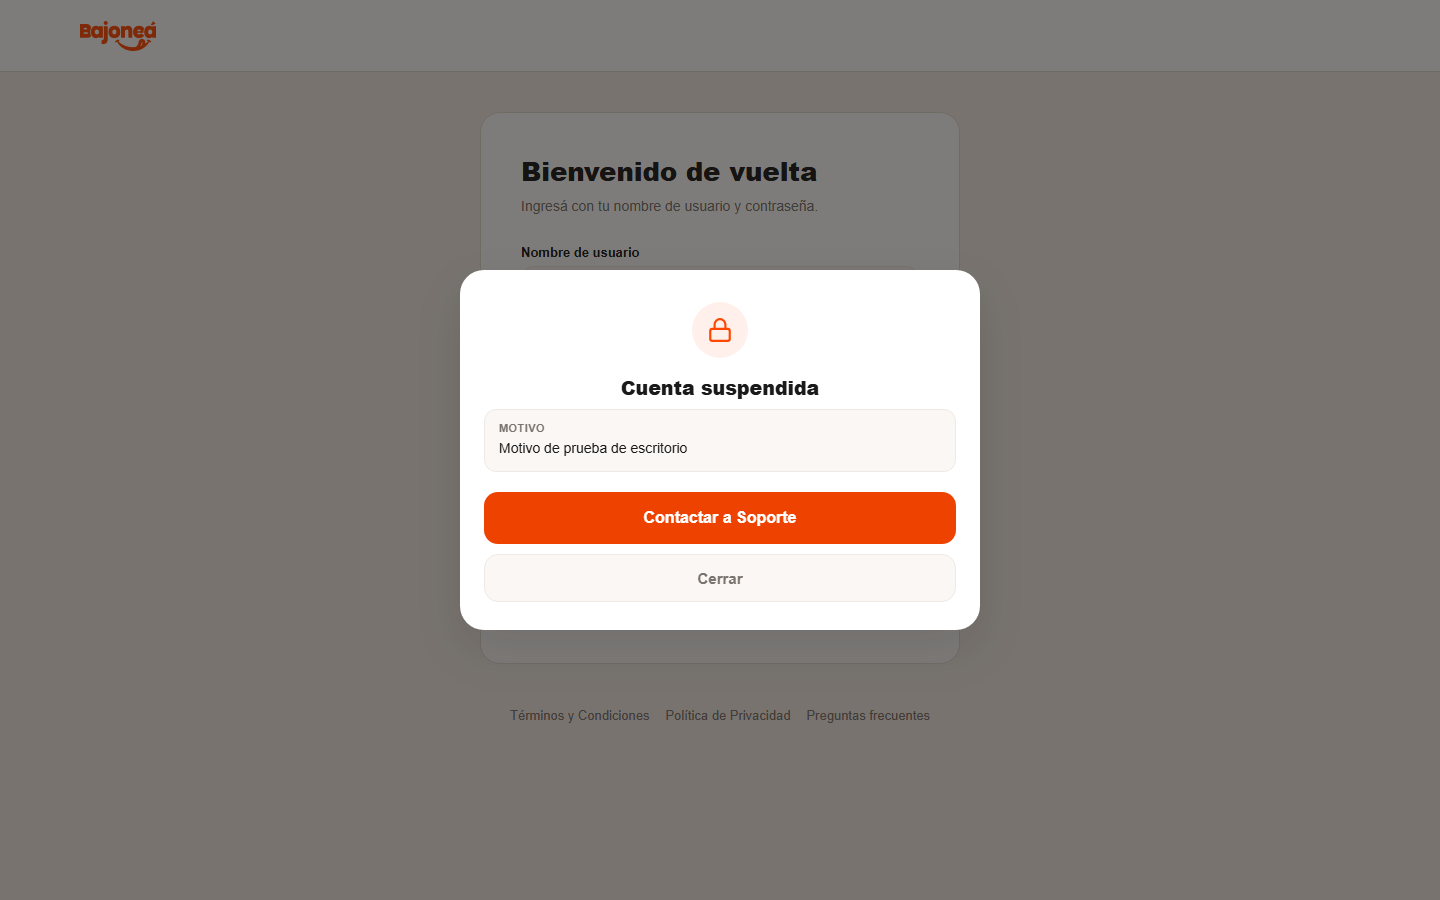 Bajoneá
Bienvenido de vuelta
Ingresá con tu nombre de usuario y contraseña.
Nombre de usuario
Cuenta suspendida
MOTIVO
Motivo de prueba de escritorio
Contactar a Soporte
Cerrar
Términos y Condiciones Política de Privacidad Preguntas frecuentes